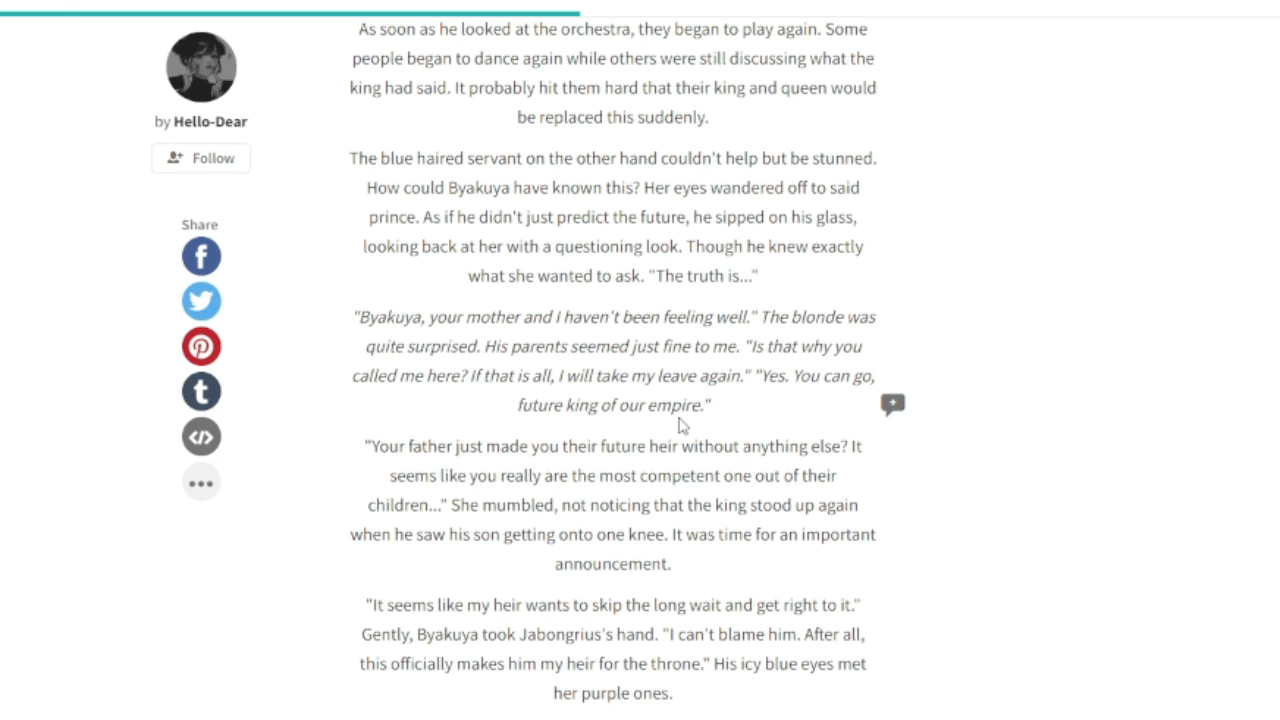 As soon as he looked at the orchestra, they began to play again. Some
people began to dance again while others were still discussing what the
king had said. It probably hit them hard that their king and queen would
be replaced this suddenly.
by Hello-Dear
Follow
The blue haired servant on the other hand couldn't help but be stunned.
How could Byakuya have known this? Her eyes wandered off to said
prince. As if he didn't just predict the future, he sipped on his glass,
looking back at her with a questioning look. Though he knew exactly
what she wanted to ask. "The truth is..."
Share
f
t
</>
"Byakuya, your mother and I haven't been feeling well." The blonde was
quite surprised. His parents seemed just fine to me. "Is that why you
called me here? If that is all, I will take my leave again." "Yes. You can go,
future king of our empire."
"Your father just made you their future heir without anything else? It
seems like you really are the most competent one out of their
children..." She mumbled, not noticing that the king stood up again
when he saw his son getting onto one knee. It was time for an important
announcement.
"It seems like my heir wants to skip the long wait and get right to it."
Gently, Byakuya took Jabongrius's hand. "I can't blame him. After all,
this officially makes him my heir for the throne." His icy blue eyes met
her purple ones.